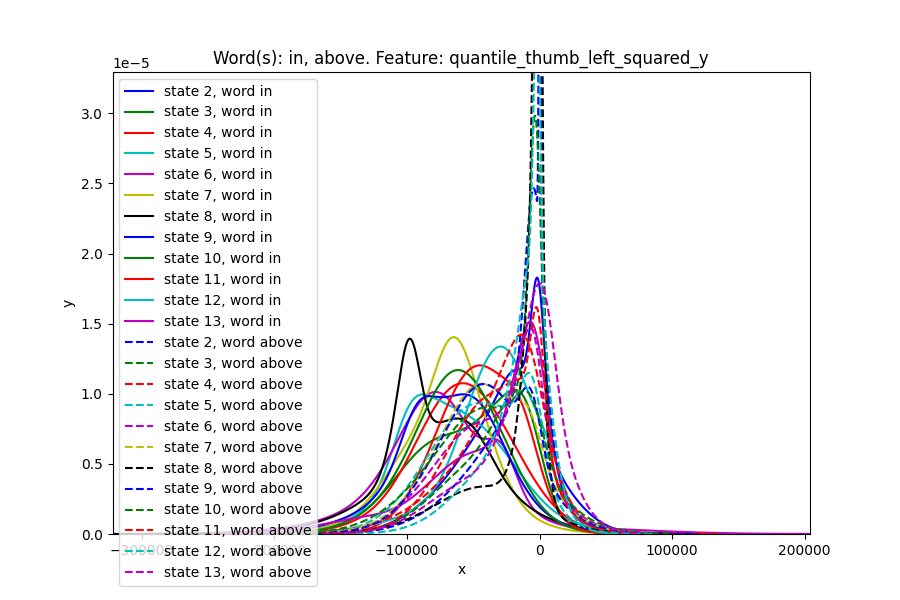 Word(s): in, above. Feature: quantile_thumb_left_squared_y
1e−5
3.0
2.5
2.0
1.5
1.0
0.5
0.0
y
state 2, word in
state 3, word in
state 4, word in
state 5, word in
state 6, word in
state 7, word in
state 8, word in
state 9, word in
state 10, word in
state 11, word in
state 12, word in
state 13, word in
state 2, word above
state 3, word above
state 4, word above
state 5, word above
state 6, word above
state 7, word above
state 8, word above
state 9, word above
state 10, word above
state 11, word above
state 12, word above
state 13, word above
−300000 −100000 0 100000 200000
x